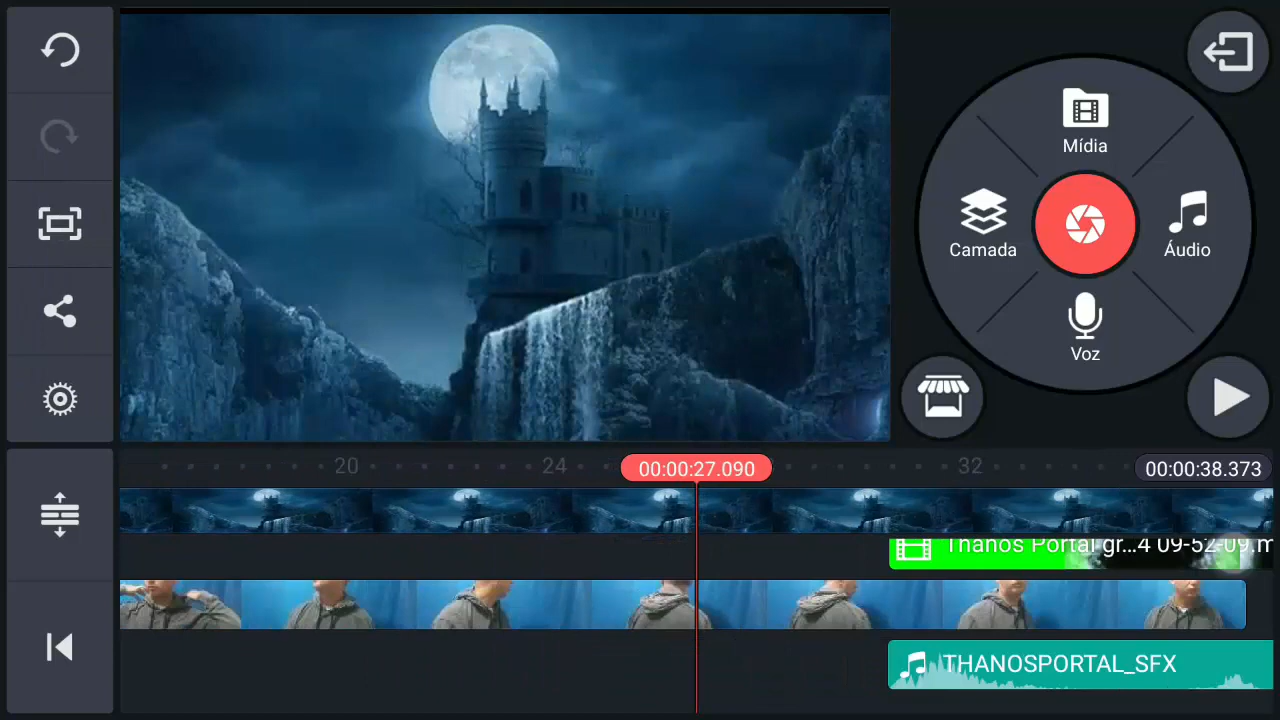 Mídia
Camada
Áudio
Voz
20
24
00:00:27.090
32
00:00:38.373
Thanos Portal gr...4 09-52-09.m
THANOSPORTAL_SFX